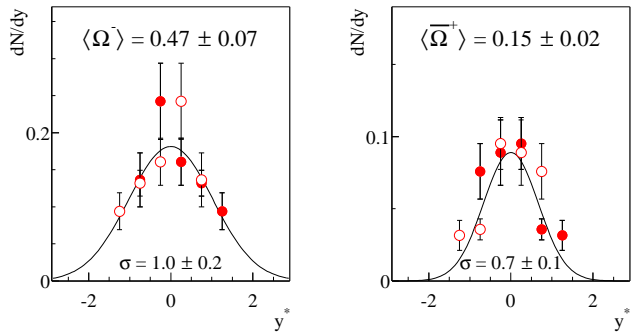 dN/dy
⟨Ω⁻⟩ = 0.47 ± 0.07
0.2
0
σ = 1.0 ± 0.2
-2 0 2
y*
dN/dy
⟨Ω̅⁺⟩ = 0.15 ± 0.02
0.1
0
σ = 0.7 ± 0.1
-2 0 2
y*